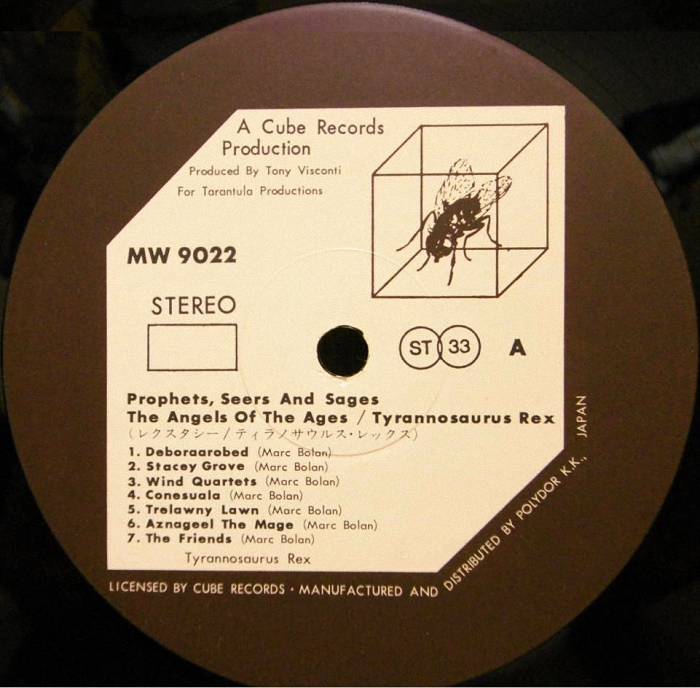 A Cube Records
Production
Produced By Tony Visconti
For Tarantula Productions
MW 9022
STEREO
ST 33 A
Prophets, Seers And Sages
The Angels Of The Ages / Tyrannosaurus Rex
(レクスタシー/ティラノサウルス・レックス)
1. Deboraarobed (Marc Bolan)
2. Stacey Grove (Marc Bolan)
3. Wind Quartets (Marc Bolan)
4. Conesuala (Marc Bolan)
5. Trelawny Lawn (Marc Bolan)
6. Aznageel The Mage (Marc Bolan)
7. The Friends (Marc Bolan)
Tyrannosaurus Rex
LICENSED BY CUBE RECORDS · MANUFACTURED AND DISTRIBUTED BY POLYDOR K.K., JAPAN